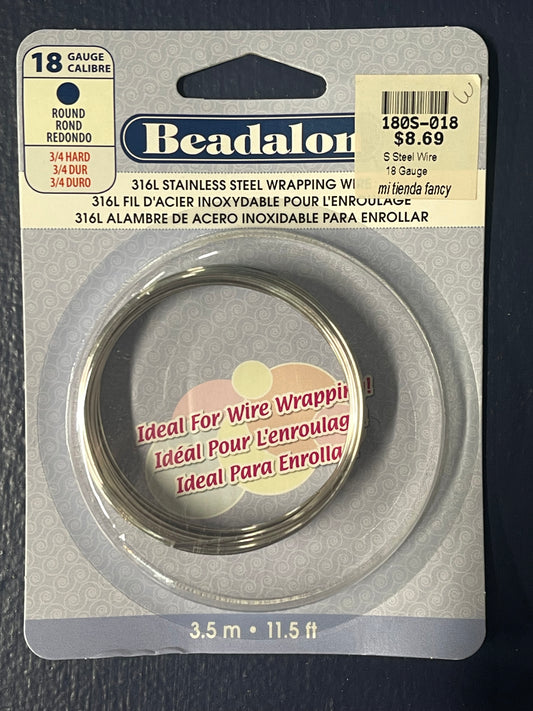 18 GAUGE
CALIBRE
ROUND
ROND
REDONDO
3/4 HARD
3/4 DUR
3/4 DURO
180S-018
$8.69
S Steel Wire
18 Gauge
mi tienda fancy
Beadalon
316L STAINLESS STEEL WRAPPING WIRE
316L FIL D'ACIER INOXYDABLE POUR L'ENROULAGE
316L ALAMBRE DE ACERO INOXIDABLE PARA ENROLLAR
Ideal For Wire Wrapping!
Idéal Pour L'enroulag
Ideal Para Enrolla
3.5 m • 11.5 ft